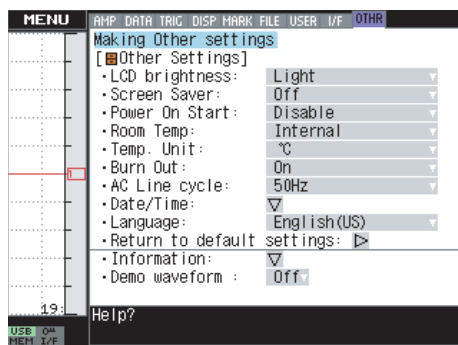 MENU
AMP DATA TRIG DISP MARK FILE USER I/F OTHR
Making Other settings
[Other Settings]
・LCD brightness: Light
・Screen Saver: Off
・Power On Start: Disable
・Room Temp: Internal
・Temp. Unit: ℃
・Burn Out: On
・AC Line cycle: 50Hz
・Date/Time: ▽
・Language: English(US)
・Return to default settings: ▷
・Information: ▽
・Demo waveform : Off
1
19:
Help?
USB
MEM I/F